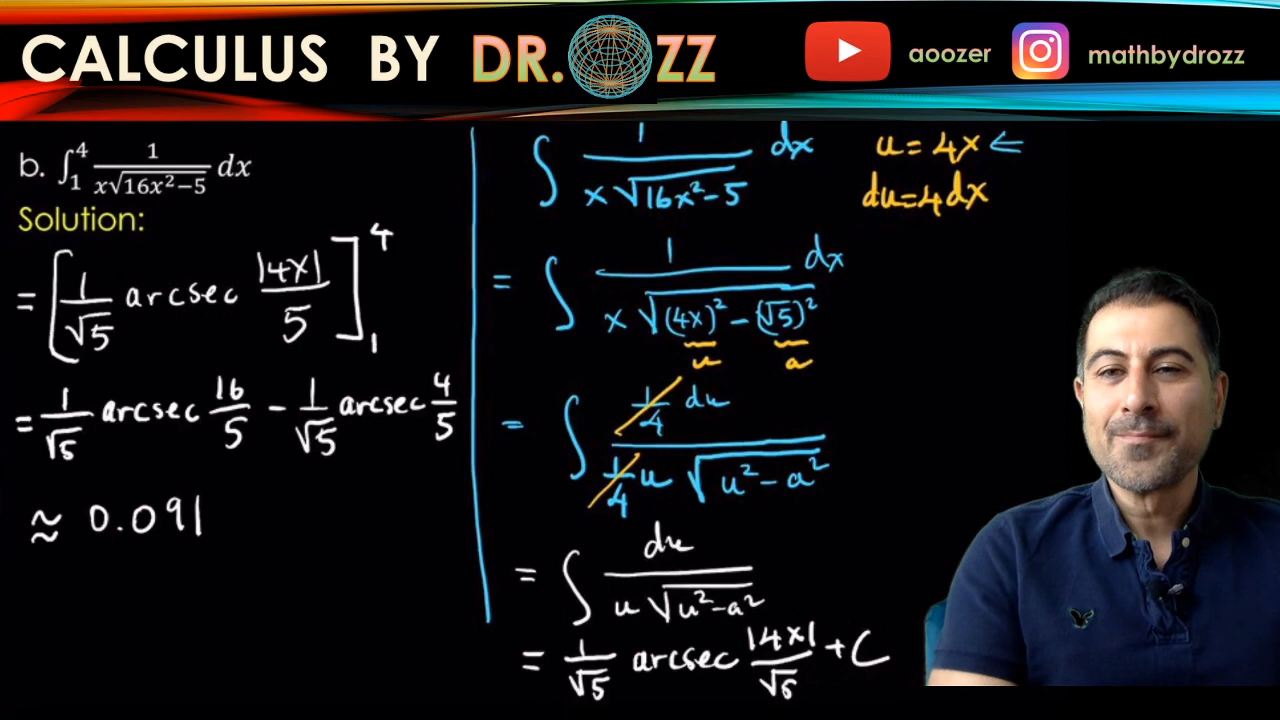 CALCULUS BY DR. OZZ
aoozer
mathbydrozz
b. ∫₁⁴ 1/(x√(16x²−5)) dx
Solution:
= [1/√5 arcsec |4x|/5]₁⁴
= 1/√5 arcsec 16/5 − 1/√5 arcsec 4/5
≈ 0.091
∫ 1/(x√(16x²−5)) dx
u = 4x ←
du = 4dx
= ∫ 1/(x√((4x)²−(√5)²)) dx
u a
= ∫ (1/4 du)/(1/4 u √(u²−a²))
= ∫ du/(u√(u²−a²))
= 1/√5 arcsec |4x|/√5 + C